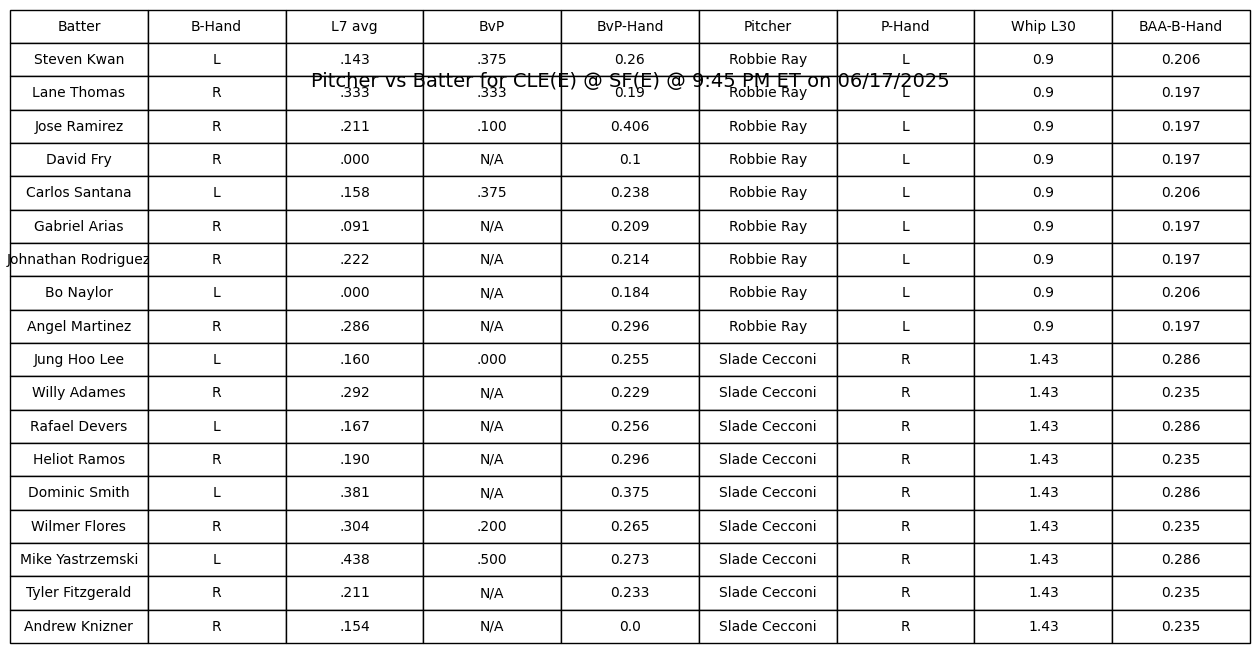 Batter B-Hand L7 avg BvP BvP-Hand Pitcher P-Hand Whip L30 BAA-B-Hand
Steven Kwan L .143 .375 0.26 Robbie Ray L 0.9 0.206
Pitcher vs Batter for CLE(E) @ SF(E) @ 9:45 PM ET on 06/17/2025
Lane Thomas R .333 .333 0.19 Robbie Ray L 0.9 0.197
Jose Ramirez R .211 .100 0.406 Robbie Ray L 0.9 0.197
David Fry R .000 N/A 0.1 Robbie Ray L 0.9 0.197
Carlos Santana L .158 .375 0.238 Robbie Ray L 0.9 0.206
Gabriel Arias R .091 N/A 0.209 Robbie Ray L 0.9 0.197
Johnathan Rodriguez R .222 N/A 0.214 Robbie Ray L 0.9 0.197
Bo Naylor L .000 N/A 0.184 Robbie Ray L 0.9 0.206
Angel Martinez R .286 N/A 0.296 Robbie Ray L 0.9 0.197
Jung Hoo Lee L .160 .000 0.255 Slade Cecconi R 1.43 0.286
Willy Adames R .292 N/A 0.229 Slade Cecconi R 1.43 0.235
Rafael Devers L .167 N/A 0.256 Slade Cecconi R 1.43 0.286
Heliot Ramos R .190 N/A 0.296 Slade Cecconi R 1.43 0.235
Dominic Smith L .381 N/A 0.375 Slade Cecconi R 1.43 0.286
Wilmer Flores R .304 .200 0.265 Slade Cecconi R 1.43 0.235
Mike Yastrzemski L .438 .500 0.273 Slade Cecconi R 1.43 0.286
Tyler Fitzgerald R .211 N/A 0.233 Slade Cecconi R 1.43 0.235
Andrew Knizner R .154 N/A 0.0 Slade Cecconi R 1.43 0.235